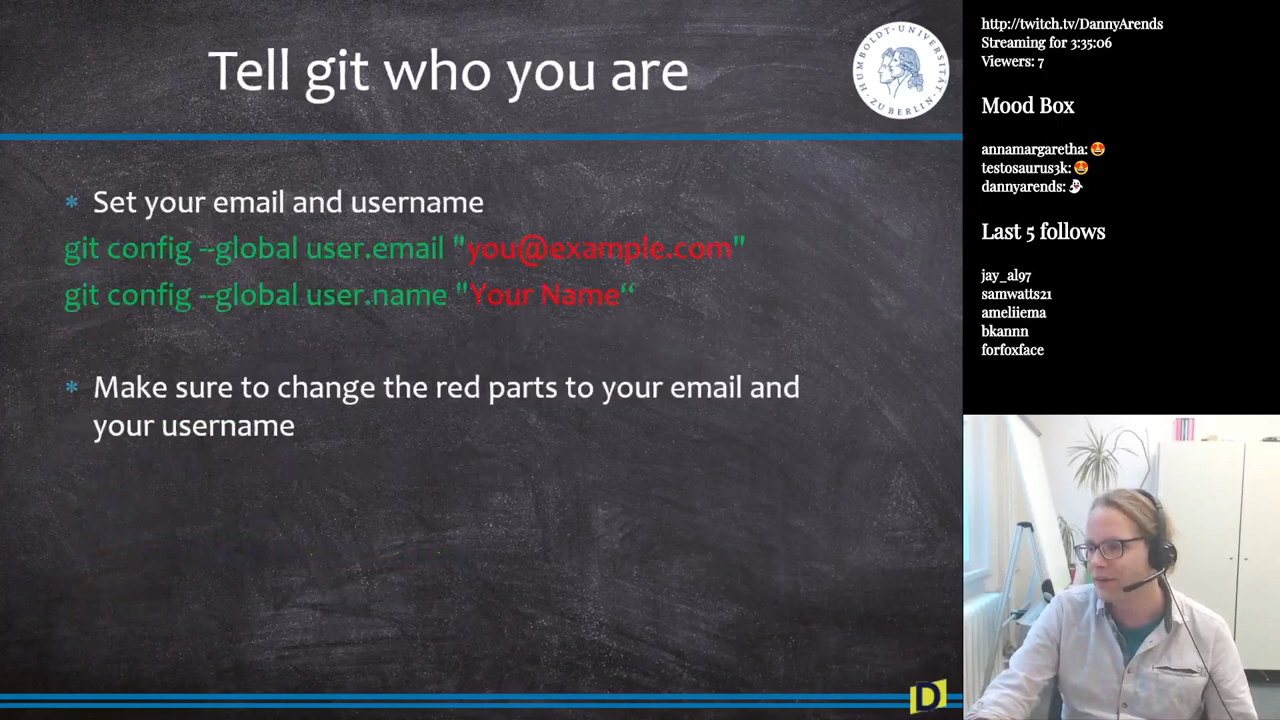 Tell git who you are
HUMBOLDT-UNIVERSITÄT
ZU BERLIN
* Set your email and username
git config --global user.email "you@example.com"
git config --global user.name "Your Name“
* Make sure to change the red parts to your email and
your username
D
http://twitch.tv/DannyArends
Streaming for 3:35:06
Viewers: 7
Mood Box
annamargaretha: 🤩
testosaurus3k: 🤩
dannyarends: 👻
Last 5 follows
jay_al97
samwatts21
ameliiema
bkannn
forfoxface